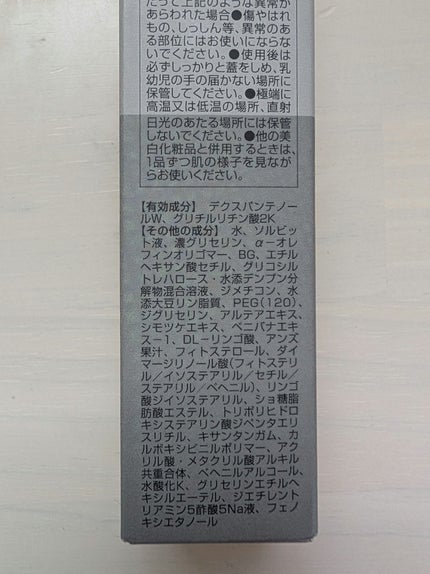 たって上記のような異常が
あらわれた場合●傷やはれ
もの、しっしん等、異常のあ
る部位にはお使いにならな
いでください。●使用後は
必ずしっかりと蓋をしめ、乳
幼児の手の届かない場所に
保管してください。●極端に
高温又は低温の場所、直射
日光のあたる場所には保管
しないでください。●他の美
白化粧品と併用するときは、
1品ずつ肌の様子を見なが
らお使いください。
【有効成分】 デクスパンテノー
ルW、グリチルリチン酸2K
【その他の成分】 水、ソルビッ
ト液、濃グリセリン、α－オレ
フィンオリゴマー、BG、エチル
ヘキサン酸セチル、グリコシル
トレハロース・水添デンプン分
解物混合溶液、ジメチコン、水
添大豆リン脂質、PEG(120)、
ジグリセリン、アルテアエキス、
シモツケエキス、ベニバナエキ
ス－1、DL－リンゴ酸、アンズ
果汁、フィトステロール、ダイ
マージリノール酸(フィトステリ
ル／イソステアリル／セチル／
ステアリル／ベヘニル)、リンゴ
酸ジイソステアリル、ショ糖脂
肪酸エステル、トリポリヒドロ
キシステアリン酸ジペンタエリ
スリチル、キサンタンガム、カ
ルボキシビニルポリマー、アク
リル酸・メタクリル酸アルキル
共重合体、ベヘニルアルコール、
水酸化K、グリセリンエチルヘ
キシルエーテル、ジエチレント
リアミン5酢酸5Na液、フェノ
キシエタノール